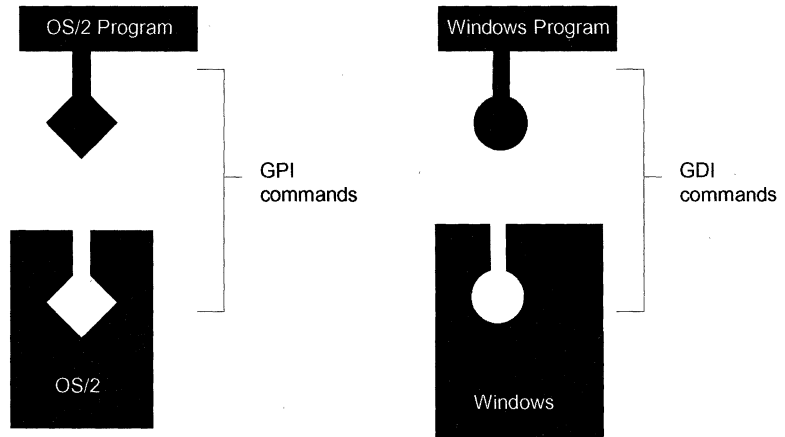 OS/2 Program
GPI
commands
OS/2
Windows Program
GDI
commands
Windows